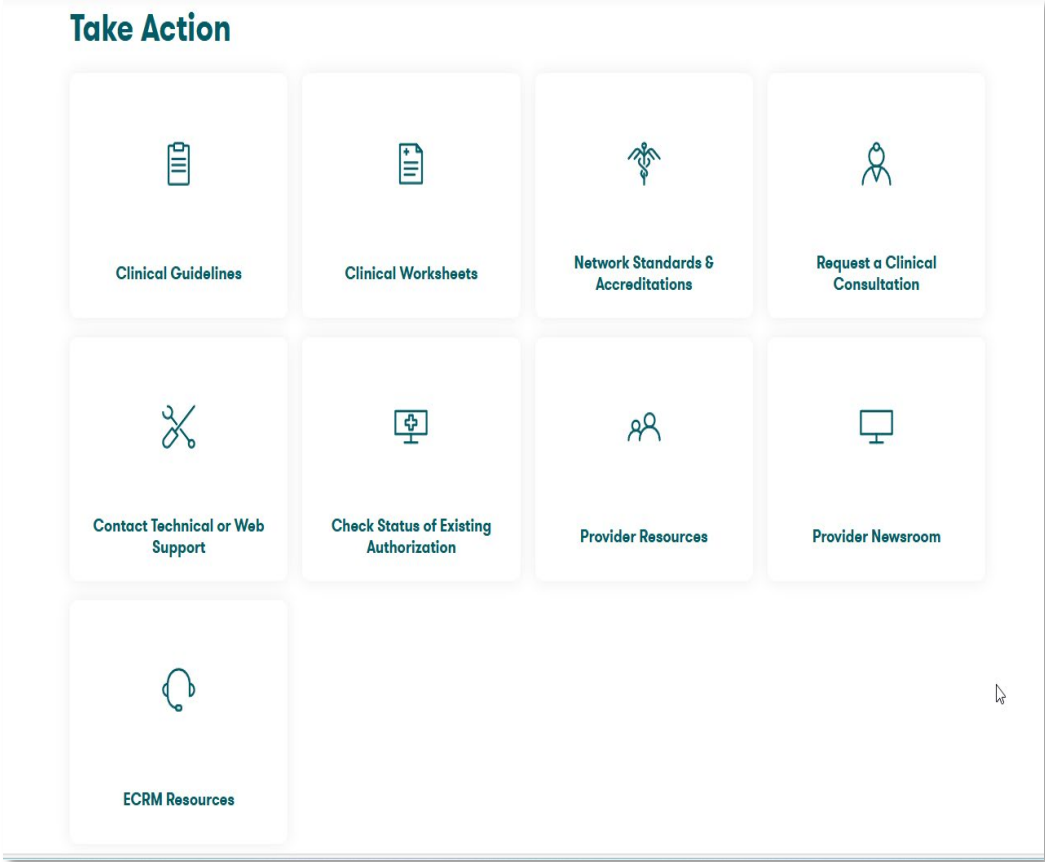 Take Action
Clinical Guidelines
Clinical Worksheets
Network Standards &
Accreditations
Request a Clinical
Consultation
Contact Technical or Web
Support
Check Status of Existing
Authorization
Provider Resources
Provider Newsroom
ECRM Resources